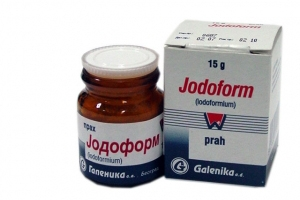 прах
Јодоформ
(Iodoformium)
Галеника а.д.
15 g
Jodoform
(Iodoformium)
prah
Galenika a.d.